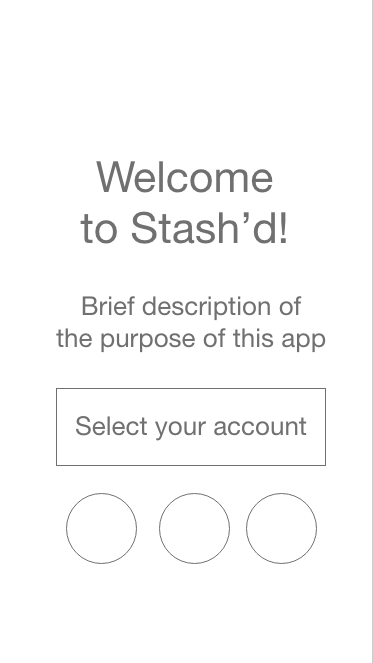 Welcome
to Stash’d!
Brief description of
the purpose of this app
Select your account